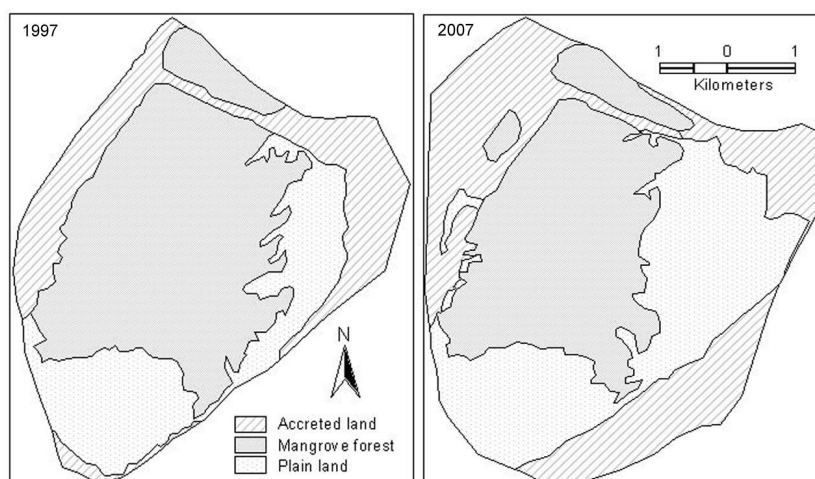 1997
2007
1 0 1
Kilometers
N
Accreted land
Mangrove forest
Plain land